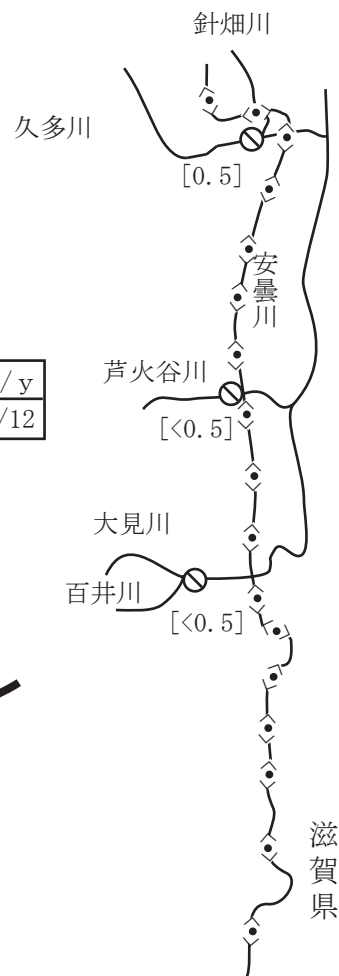 針畑川
久多川
[0.5]
安曇川
/y
/12
芦火谷川
[<0.5]
大見川
百井川
[<0.5]
滋賀県